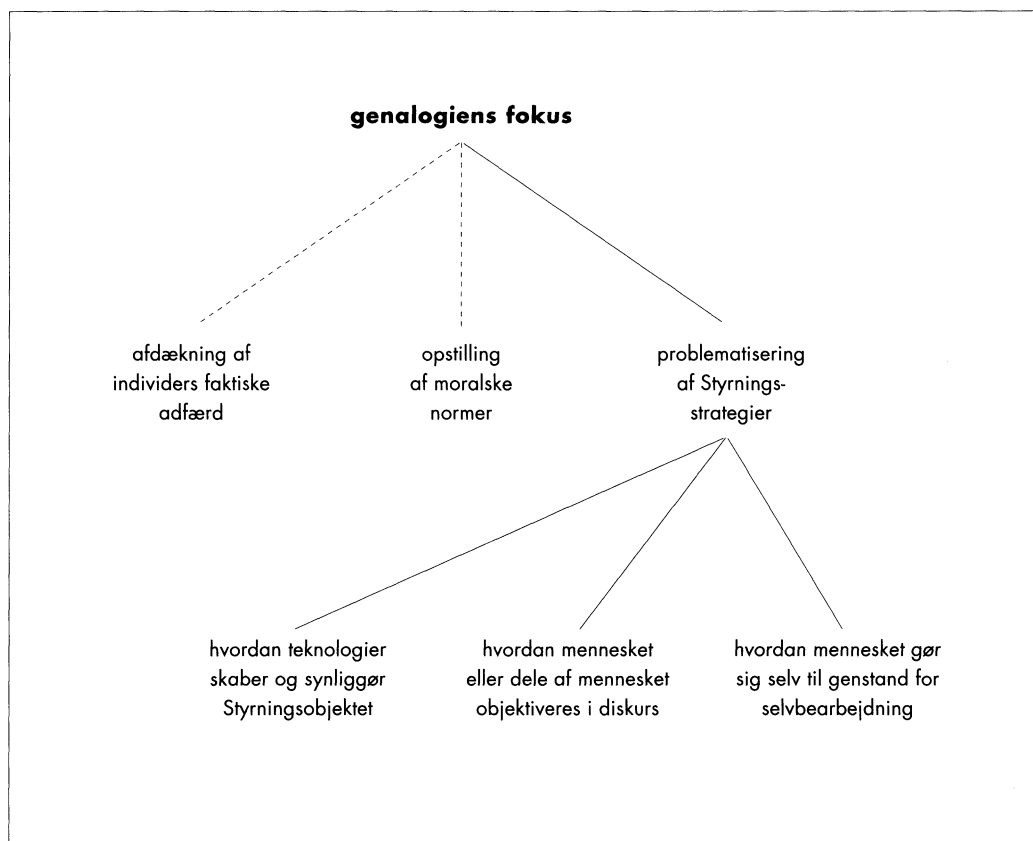 genalogiens fokus
afdækning af
individers faktiske
adfærd
opstilling
af moralske
normer
problematisering
af Styrnings-
strategier
hvordan teknologier
skaber og synliggør
Styrningsobjektet
hvordan mennesket
eller dele af mennesket
objektiveres i diskurs
hvordan mennesket gør
sig selv til genstand for
selvbearbejdning